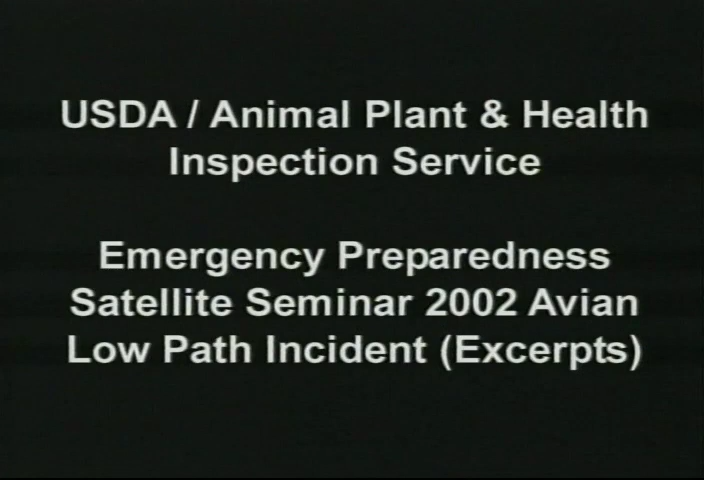 USDA / Animal Plant & Health
Inspection Service
Emergency Preparedness
Satellite Seminar 2002 Avian
Low Path Incident (Excerpts)